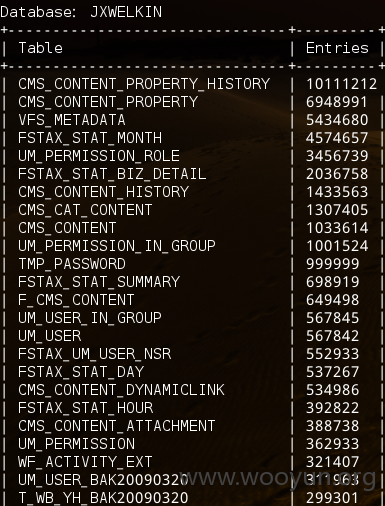 Database: JXWELKIN
+--------------------------------+----------+
| Table | Entries |
+--------------------------------+----------+
| CMS_CONTENT_PROPERTY_HISTORY | 10111212
| CMS_CONTENT_PROPERTY | 6948991
| VFS_METADATA | 5434680
| FSTAX_STAT_MONTH | 4574657
| UM_PERMISSION_ROLE | 3456739
| FSTAX_STAT_BIZ_DETAIL | 2036758
| CMS_CONTENT_HISTORY | 1433563
| CMS_CAT_CONTENT | 1307405
| CMS_CONTENT | 1033614
| UM_PERMISSION_IN_GROUP | 1001524
| TMP_PASSWORD | 999999
| FSTAX_STAT_SUMMARY | 698919
| F_CMS_CONTENT | 649498
| UM_USER_IN_GROUP | 567845
| UM_USER | 567842
| FSTAX_UM_USER_NSR | 552933
| FSTAX_STAT_DAY | 537267
| CMS_CONTENT_DYNAMICLINK | 534986
| FSTAX_STAT_HOUR | 392822
| CMS_CONTENT_ATTACHMENT | 388738
| UM_PERMISSION | 362933
| WF_ACTIVITY_EXT | 321407
| UM_USER_BAK20090320 |
www.wooyun.org
| T_WB_YH_BAK20090320 | 299301